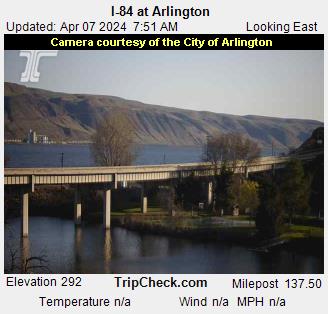 I-84 at Arlington
Updated: Apr 07 2024 7:51 AM Looking East
Camera courtesy of the City of Arlington
Elevation 292 TripCheck.com Milepost 137.50
Temperature n/a Wind n/a MPH n/a